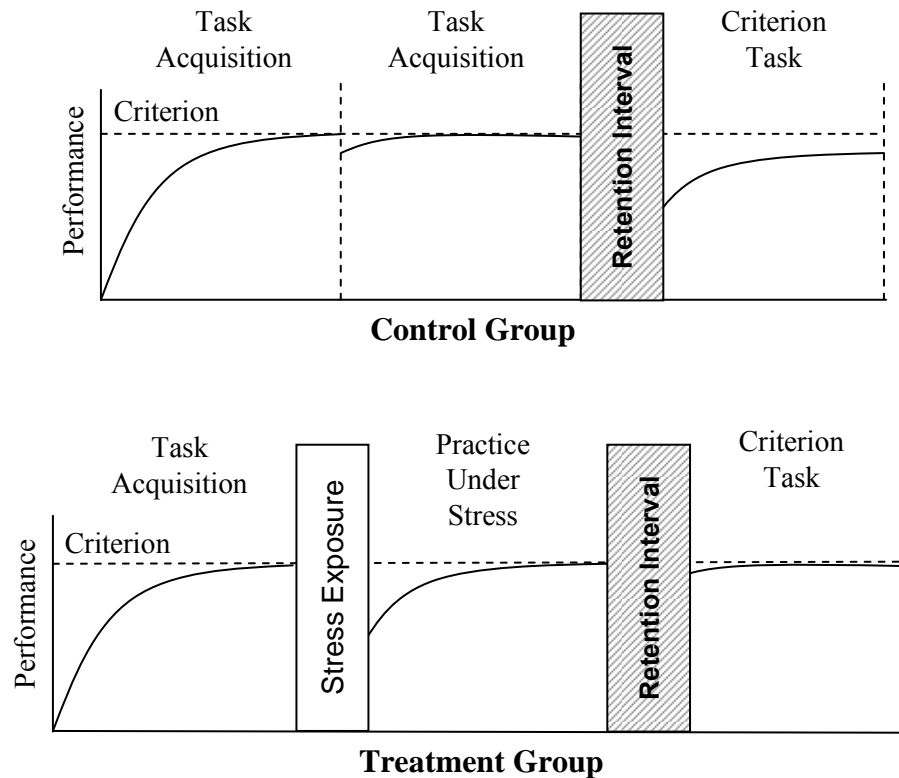 Task
Acquisition
Task
Acquisition
Criterion
Task
Criterion
Performance
Retention Interval
Control Group
Task
Acquisition
Practice
Under
Stress
Criterion
Task
Criterion
Performance
Stress Exposure
Retention Interval
Treatment Group